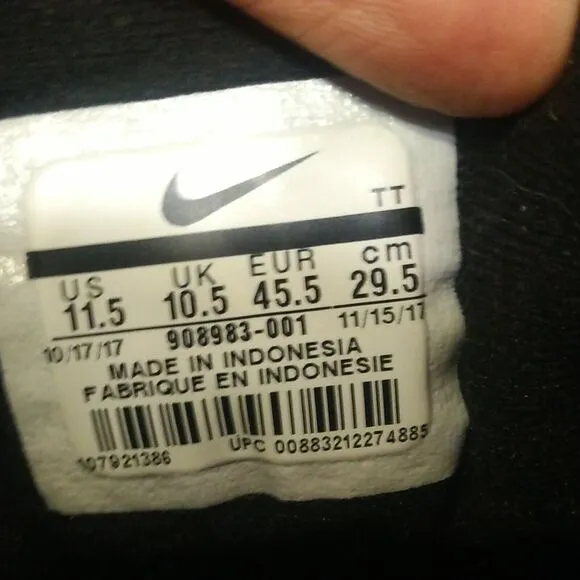 TT
US UK EUR cm
11.5 10.5 45.5 29.5
10/17/17 908983-001 11/15/17
MADE IN INDONESIA
FABRIQUE EN INDONESIE
107921386 UPC 00883212274885